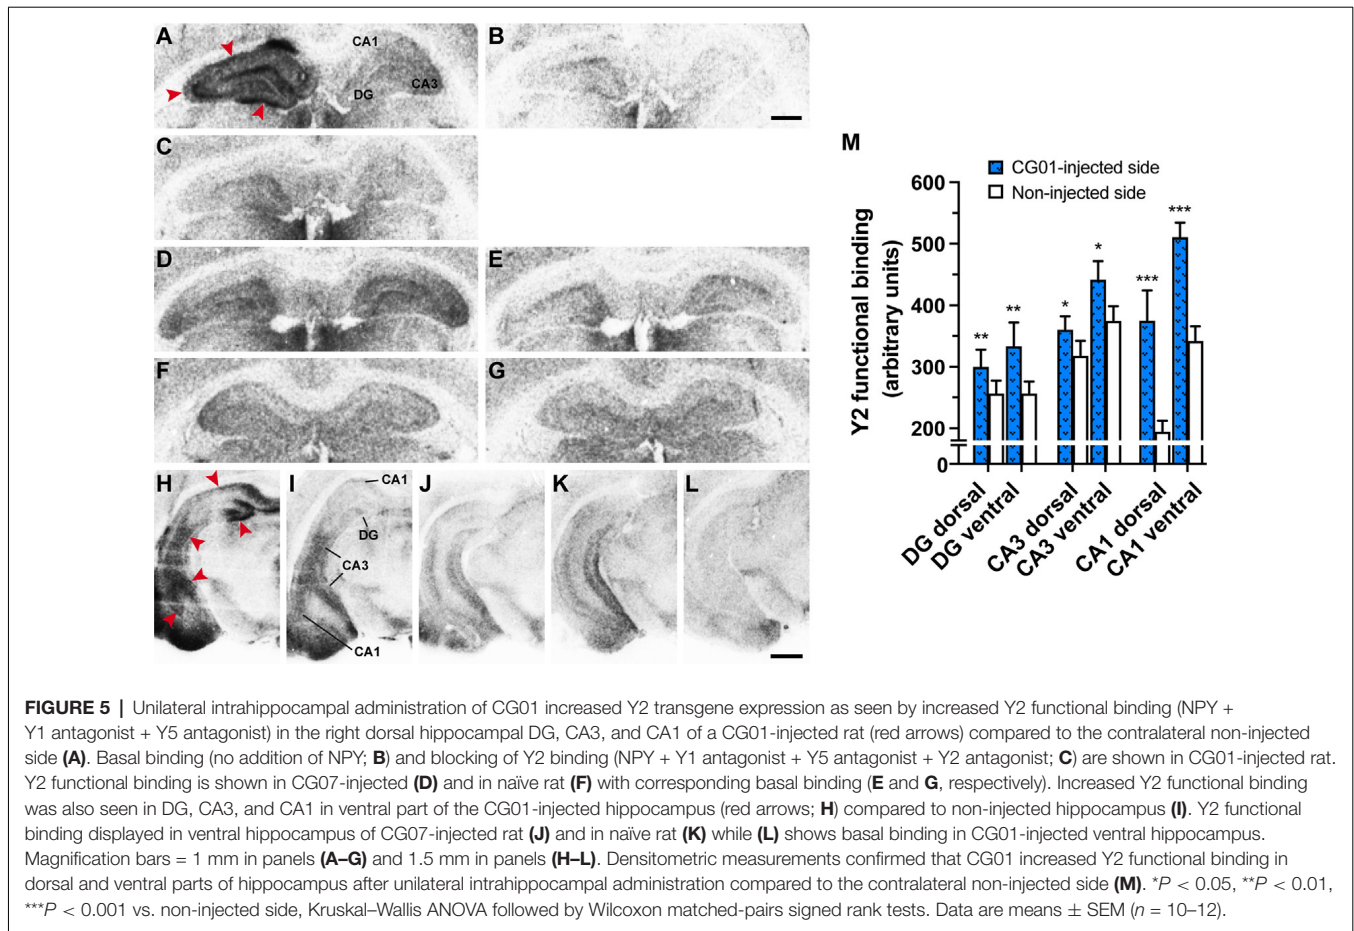 A
CA1
CA3
DG
B
C
D
E
F
G
H
I
CA1
DG
CA3
CA1
J
K
L
M
CG01-injected side
Non-injected side
Y2 functional binding
(arbitrary units)
600
500
400
300
200
0
**
**
*
*
***
***
DG dorsal
DG ventral
CA3 dorsal
CA3 ventral
CA1 dorsal
CA1 ventral
FIGURE 5 | Unilateral intrahippocampal administration of CG01 increased Y2 transgene expression as seen by increased Y2 functional binding (NPY +
Y1 antagonist + Y5 antagonist) in the right dorsal hippocampal DG, CA3, and CA1 of a CG01-injected rat (red arrows) compared to the contralateral non-injected
side (A). Basal binding (no addition of NPY; B) and blocking of Y2 binding (NPY + Y1 antagonist + Y5 antagonist + Y2 antagonist; C) are shown in CG01-injected rat.
Y2 functional binding is shown in CG07-injected (D) and in naïve rat (F) with corresponding basal binding (E and G, respectively). Increased Y2 functional binding
was also seen in DG, CA3, and CA1 in ventral part of the CG01-injected hippocampus (red arrows; H) compared to non-injected hippocampus (I). Y2 functional
binding displayed in ventral hippocampus of CG07-injected rat (J) and in naïve rat (K) while (L) shows basal binding in CG01-injected ventral hippocampus.
Magnification bars = 1 mm in panels (A–G) and 1.5 mm in panels (H–L). Densitometric measurements confirmed that CG01 increased Y2 functional binding in
dorsal and ventral parts of hippocampus after unilateral intrahippocampal administration compared to the contralateral non-injected side (M). *P < 0.05, **P < 0.01,
***P < 0.001 vs. non-injected side, Kruskal–Wallis ANOVA followed by Wilcoxon matched-pairs signed rank tests. Data are means ± SEM (n = 10–12).